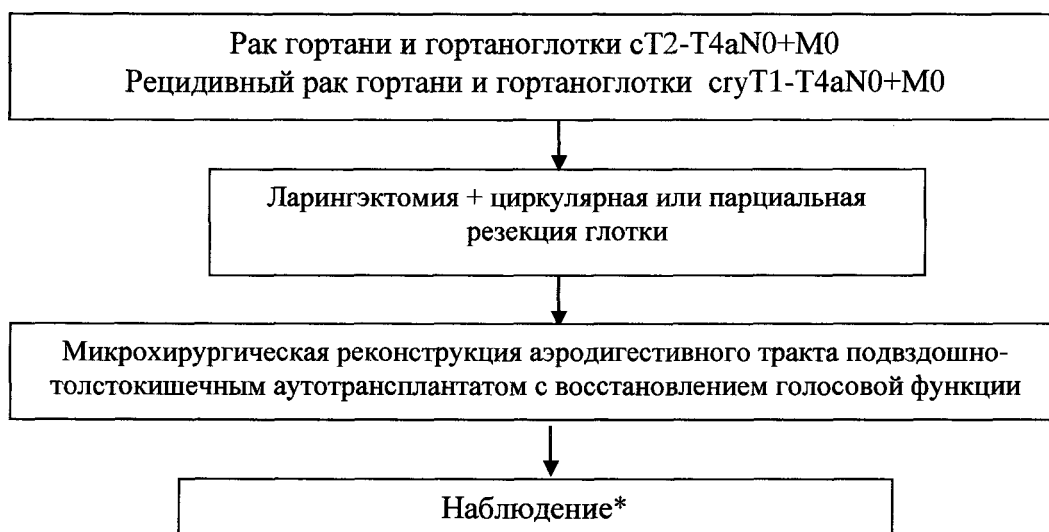 Рак гортани и гортаноглотки cT2-T4aN0+M0
Рецидивный рак гортани и гортаноглотки cryT1-T4aN0+M0
Ларингэктомия + циркулярная или парциальная
резекция глотки
Микрохирургическая реконструкция аэродигестивного тракта подвздошно-
толстокишечным аутотрансплантатом с восстановлением голосовой функции
Наблюдение*